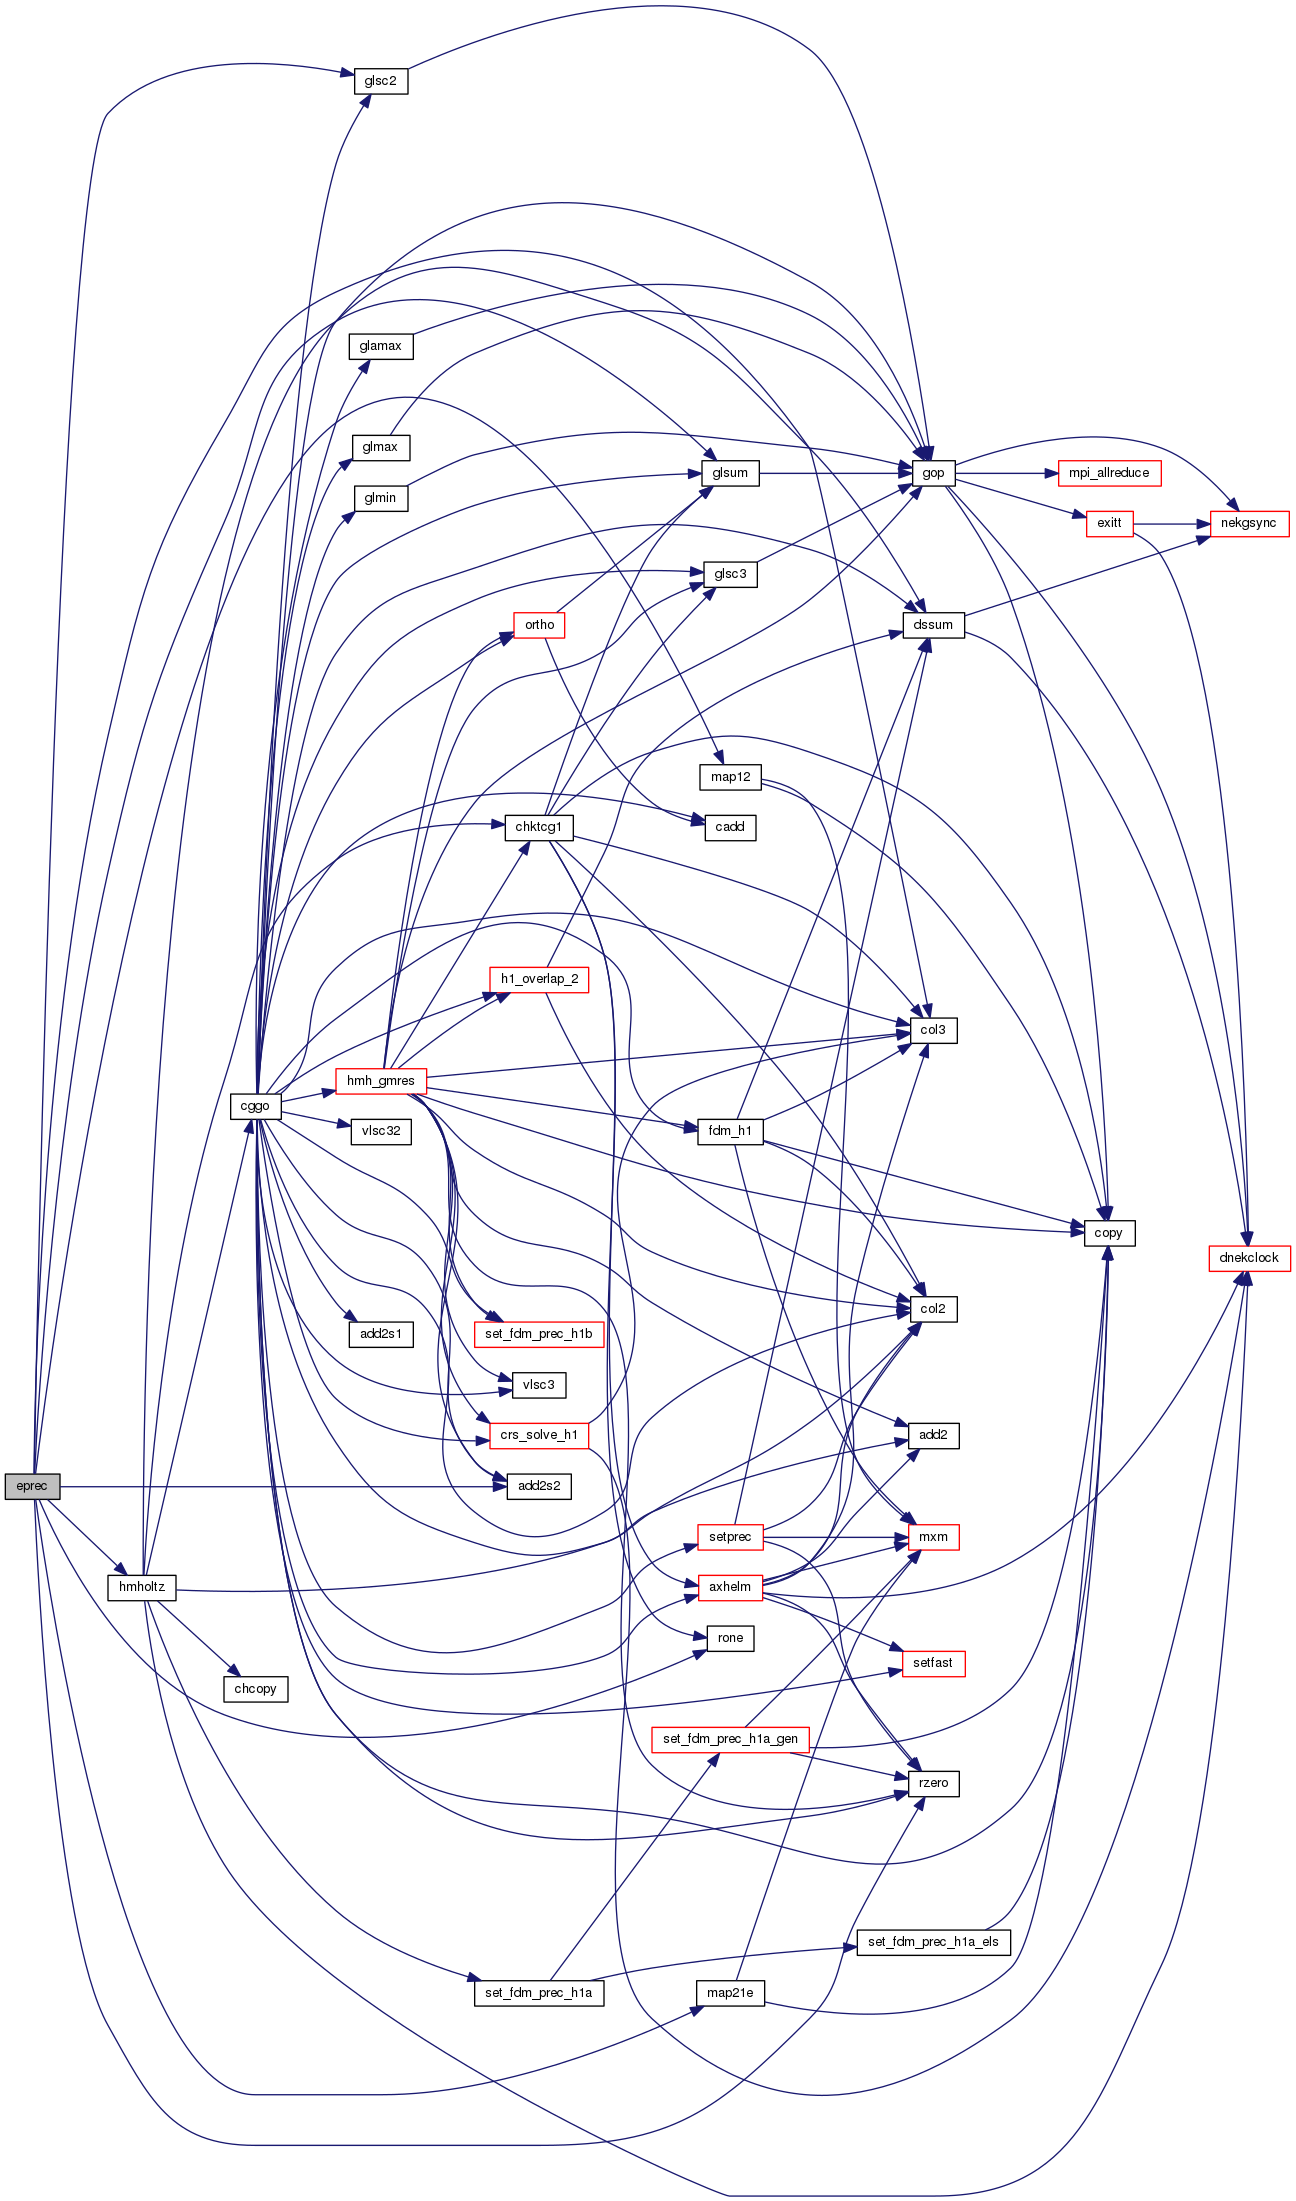 glsc2
glamax
glmax
glmin
glsum
gop
mpi_allreduce
exitt
nekgsync
glsc3
ortho
dssum
map12
chktcg1
cadd
h1_overlap_2
col3
hmh_gmres
cggo
vlsc32
fdm_h1
copy
dnekclock
add2s1
set_fdm_prec_h1b
col2
vlsc3
crs_solve_h1
add2
eprec
add2s2
setprec
mxm
hmholtz
axhelm
rone
setfast
chcopy
set_fdm_prec_h1a_gen
rzero
set_fdm_prec_h1a_els
set_fdm_prec_h1a
map21e